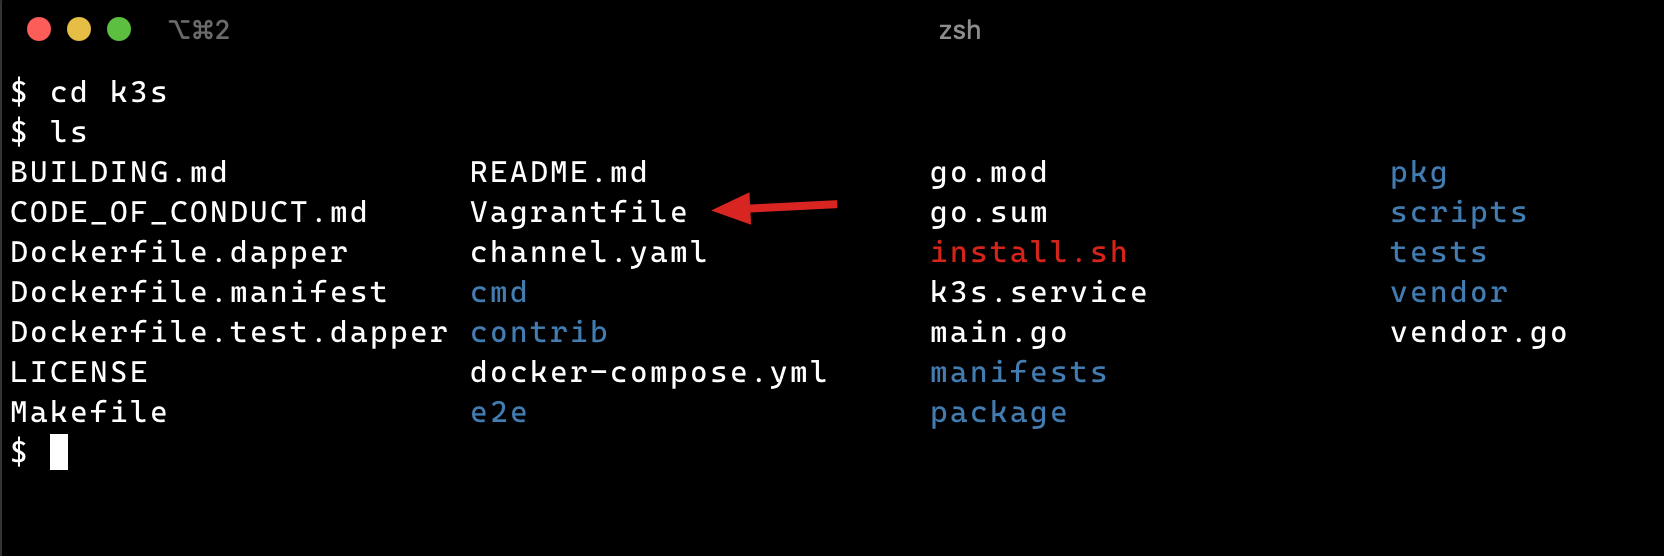 ⌥⌘2 zsh
$ cd k3s
$ ls
BUILDING.md README.md go.mod pkg
CODE_OF_CONDUCT.md Vagrantfile go.sum scripts
Dockerfile.dapper channel.yaml install.sh tests
Dockerfile.manifest cmd k3s.service vendor
Dockerfile.test.dapper contrib main.go vendor.go
LICENSE docker-compose.yml manifests
Makefile e2e package
$